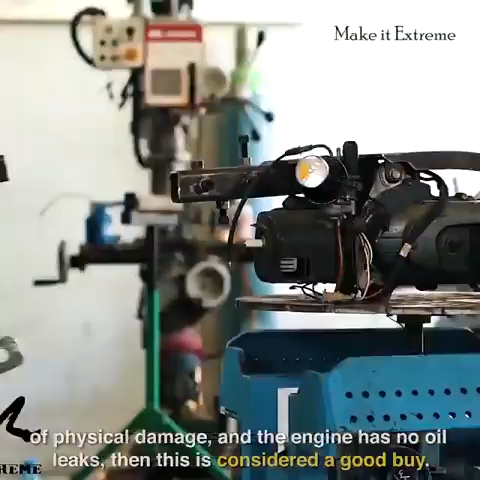 Make it Extreme
of physical damage, and the engine has no oil
leaks, then this is considered a good buy.